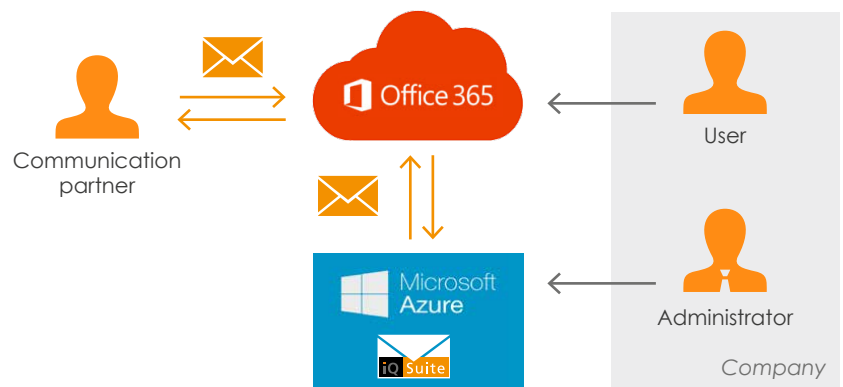 Office 365
Communication
partner
User
Microsoft
Azure
iQ Suite
Administrator
Company